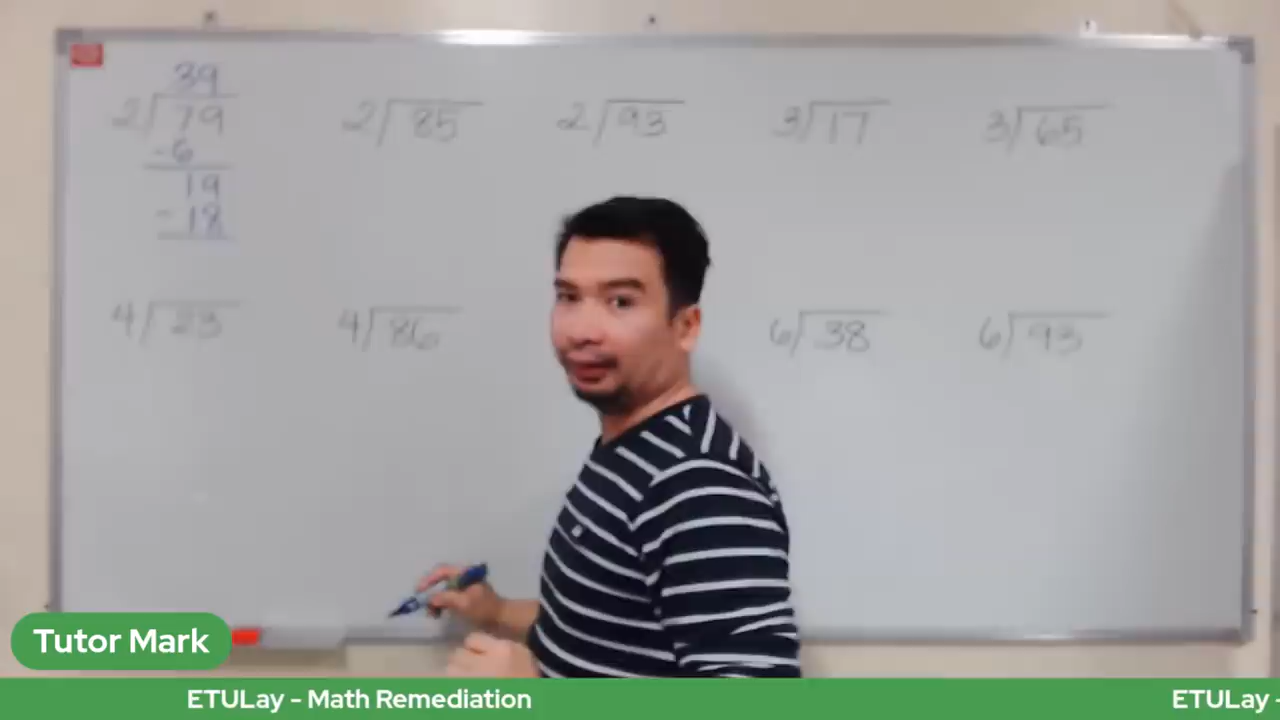 39
2)79 2)85 2)93 3)17 3)65
-6
19
-18
4)23 4)86 6)38 6)93
Tutor Mark
ETULay - Math Remediation ETULay -